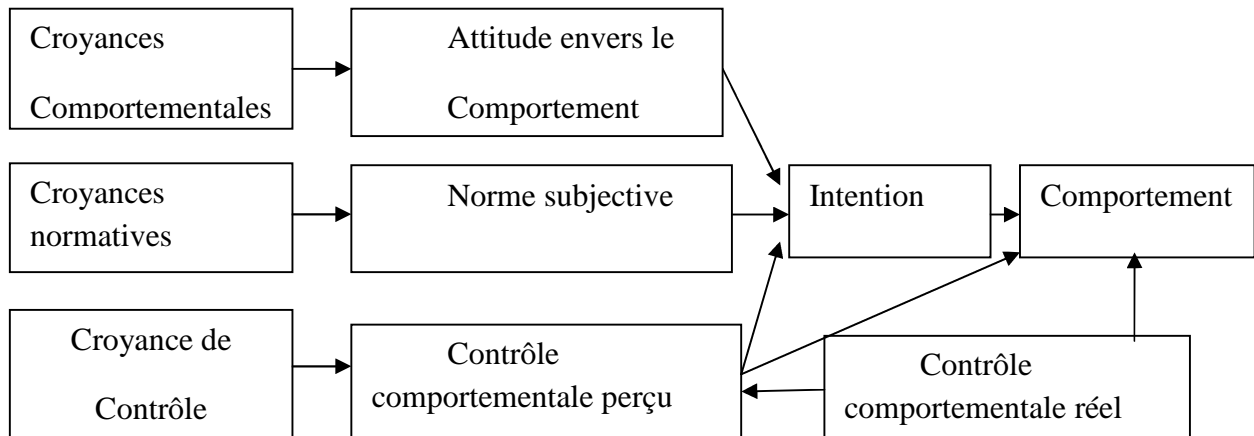 Croyances
Comportementales
Attitude envers le
Comportement
Croyances
normatives
Norme subjective
Intention
Comportement
Croyance de
Contrôle
Contrôle
comportementale perçu
Contrôle
comportementale réel